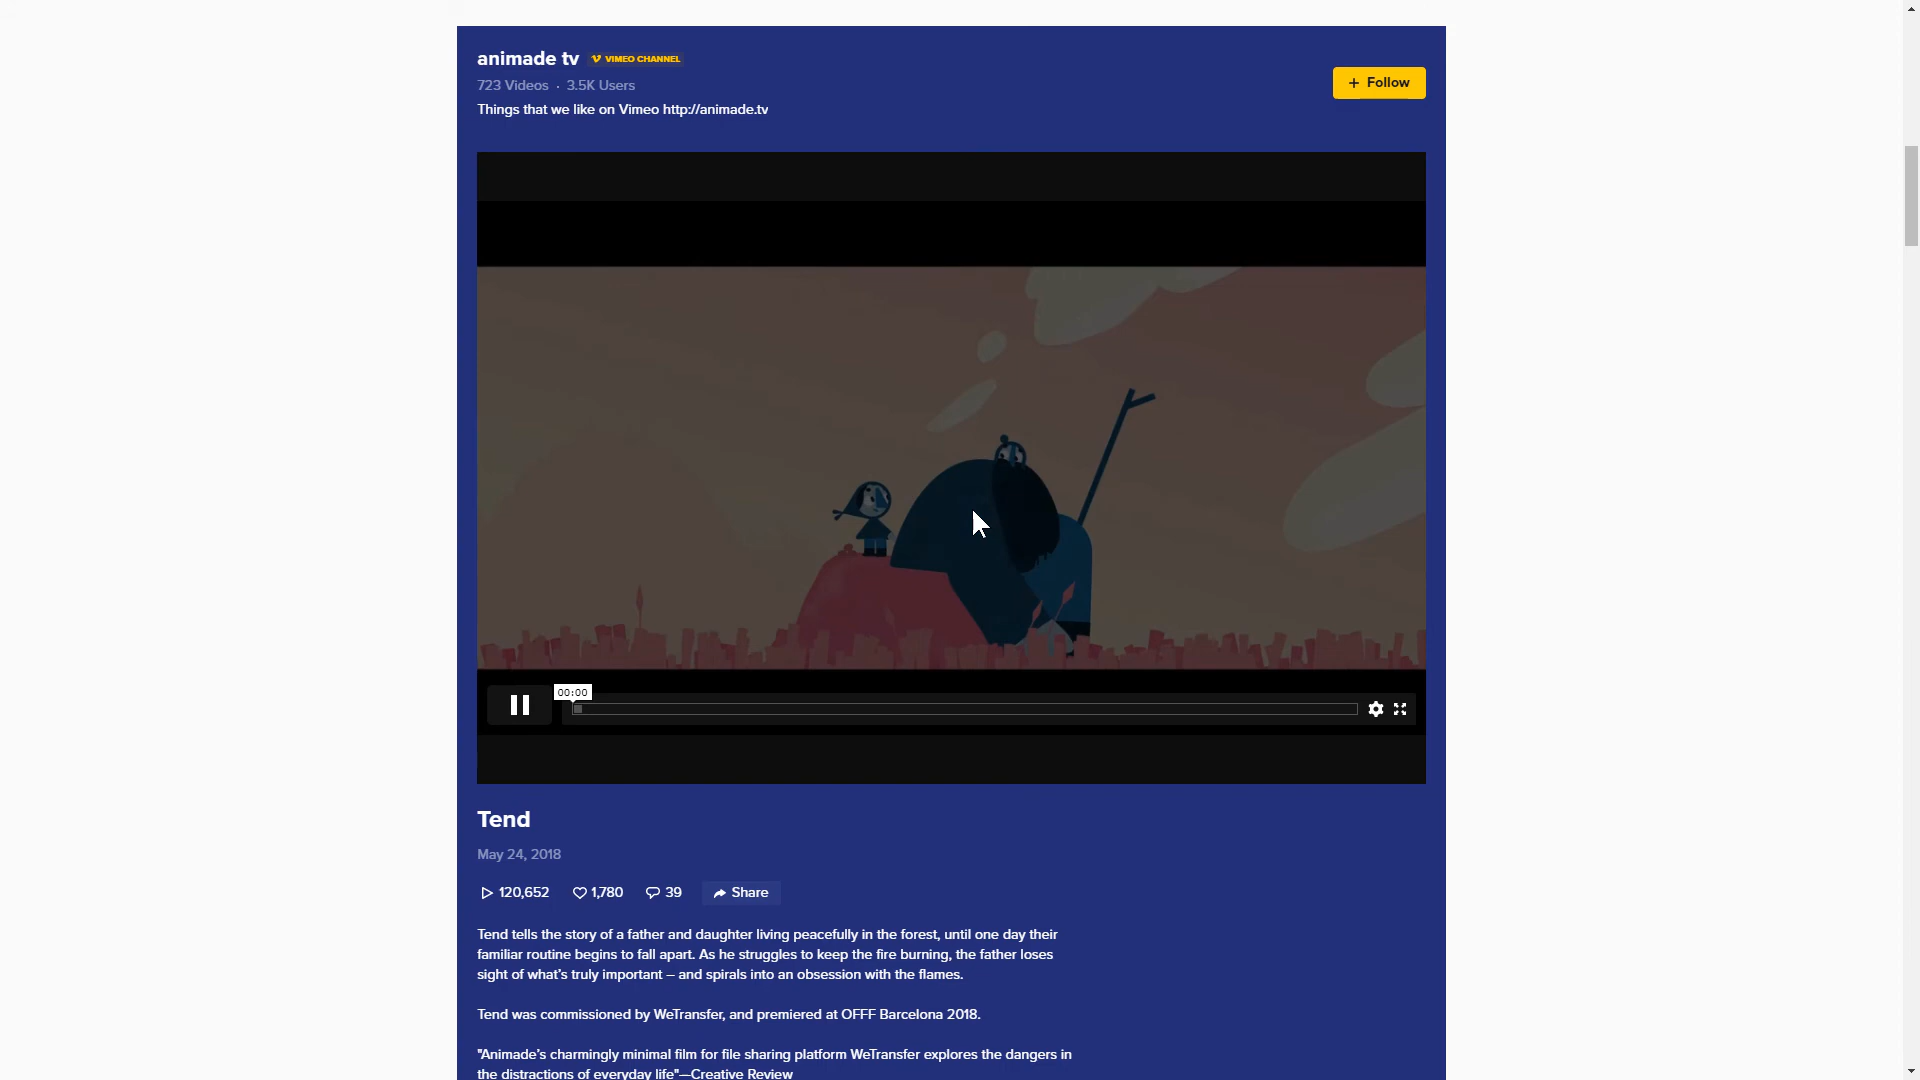 animade tv VIMEO CHANNEL
723 Videos · 3.5K Users
Things that we like on Vimeo http://animade.tv
+ Follow
00:00
Tend
May 24, 2018
120,652 1,780 39 Share
Tend tells the story of a father and daughter living peacefully in the forest, until one day their
familiar routine begins to fall apart. As he struggles to keep the fire burning, the father loses
sight of what’s truly important – and spirals into an obsession with the flames.
Tend was commissioned by WeTransfer, and premiered at OFFF Barcelona 2018.
"Animade’s charmingly minimal film for file sharing platform WeTransfer explores the dangers in
the distractions of everyday life"—Creative Review